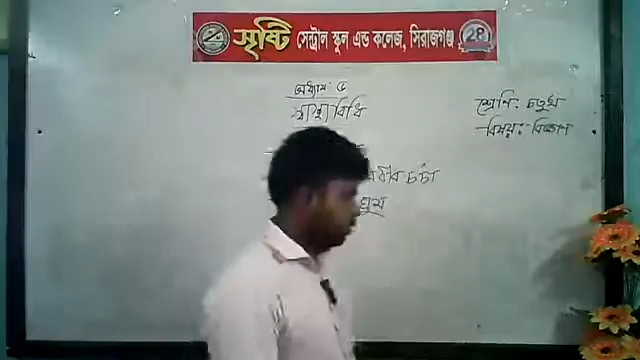 সৃষ্টি সেন্ট্রাল স্কুল এন্ড কলেজ, সিরাজগঞ্জ 28
অধ্যায় ৫
স্বাস্থ্যবিধি
শ্রেণি: চতুর্থ
বিষয়: বিজ্ঞান
চর্চা
ঘুম